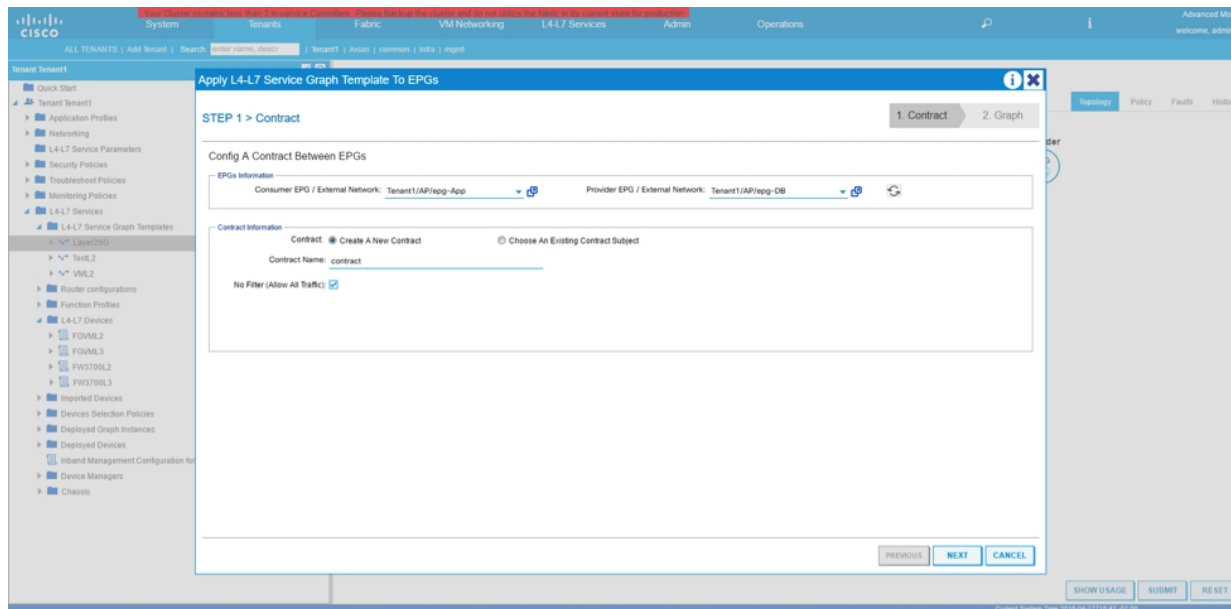 Your Cluster contains less than 3 in-service Controllers. Please Backup the cluster and do not utilize the fabric in its current state for production
CISCO
System
Tenants
Fabric
VM Networking
L4-L7 Services
Admin
Operations
i
Advanced Mo
welcome, admi
ALL TENANTS | Add Tenant | Search: enter name, descr | Tenant1 | Asian | common | infra | mgmt
Tenant Tenant1
Quick Start
Tenant Tenant1
Application Profiles
Networking
L4-L7 Service Parameters
Security Policies
Troubleshoot Policies
Monitoring Policies
L4-L7 Services
L4-L7 Service Graph Templates
Layer2SG
TestL2
VML2
Router configurations
Function Profiles
L4-L7 Devices
FGVML2
FGVML3
FW3700L2
FW3700L3
Imported Devices
Devices Selection Policies
Deployed Graph Instances
Deployed Devices
Inband Management Configuration for
Device Managers
Chassis
Apply L4-L7 Service Graph Template To EPGs
i
STEP 1 > Contract
1. Contract
2. Graph
Config A Contract Between EPGs
EPGs Information
Consumer EPG / External Network: Tenant1/AP/epg-App
Provider EPG / External Network: Tenant1/AP/epg-DB
Contract Information
Contract: Create A New Contract
Choose An Existing Contract Subject
Contract Name: contract
No Filter (Allow All Traffic):
PREVIOUS
NEXT
CANCEL
Topology
Policy
Faults
Histo
der
SHOW USAGE
SUBMIT
RESET